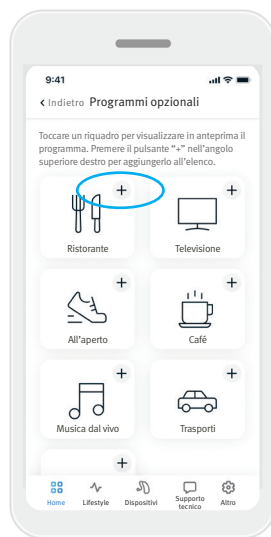 9:41
Indietro Programmi opzionali
Toccare un riquadro per visualizzare in anteprima il
programma. Premere il pulsante “+” nell’angolo
superiore destro per aggiungerlo all’elenco.
+ +
Ristorante Televisione
+ +
All’aperto Café
+ +
Musica dal vivo Trasporti
+
Home Lifestyle Dispositivi Supporto tecnico Altro